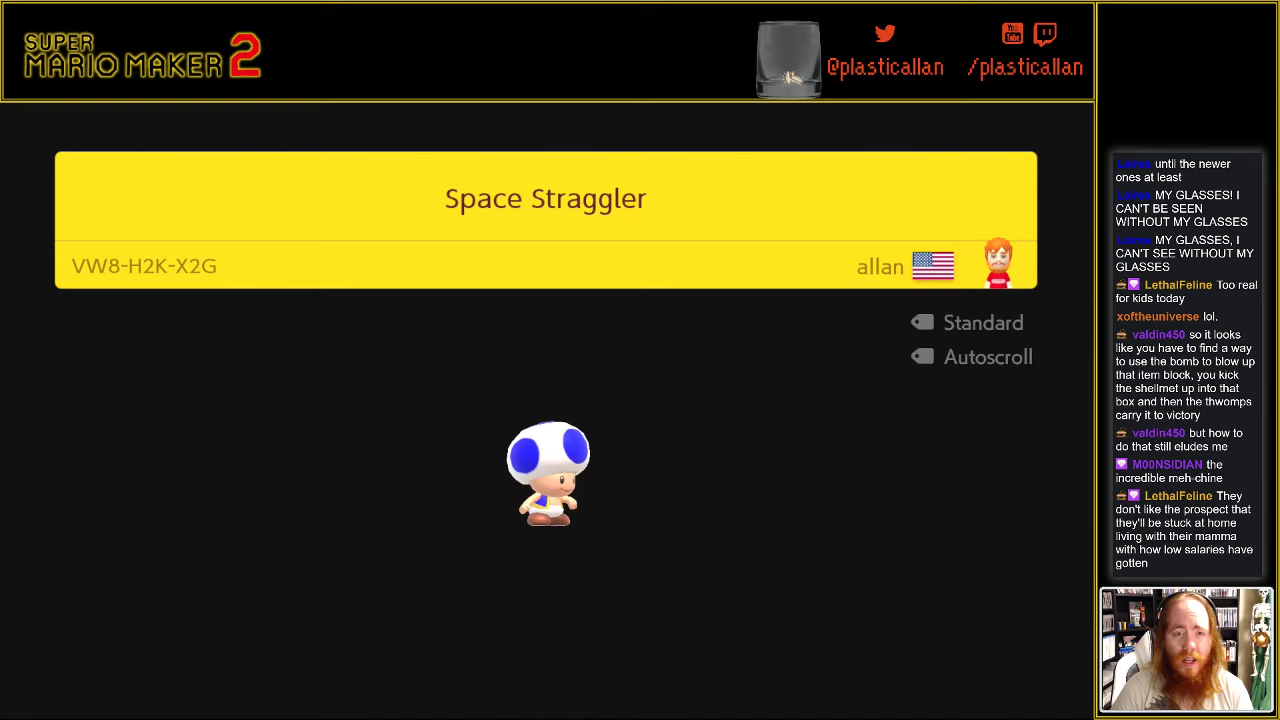 SUPER
MARIO MAKER 2
@plasticallan
You Tube
/plasticallan
Space Straggler
VW8-H2K-X2G
allan
Standard
Autoscroll
until the newer
ones at least
MY GLASSES! I
CAN'T BE SEEN
WITHOUT MY GLASSES
MY GLASSES, I
CAN'T SEE WITHOUT MY
GLASSES
LethalFeline Too real
for kids today
xoftheuniverse lol.
valdin450 so it looks
like you have to find a way
to use the bomb to blow up
that item block, you kick
the shellmet up into that
box and then the thwomps
carry it to victory
valdin450 but how to
do that still eludes me
M00NSIDIAN the
incredible meh-chine
LethalFeline They
don't like the prospect that
they'll be stuck at home
living with their mamma
with how low salaries have
gotten